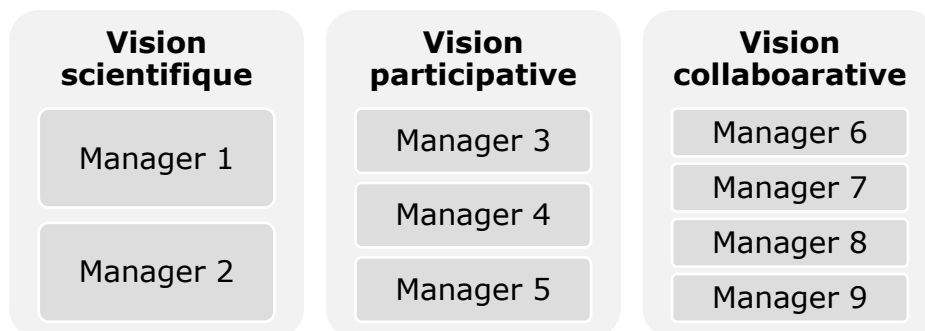 Vision
scientifique
Manager 1
Manager 2
Vision
participative
Manager 3
Manager 4
Manager 5
Vision
collaboarative
Manager 6
Manager 7
Manager 8
Manager 9